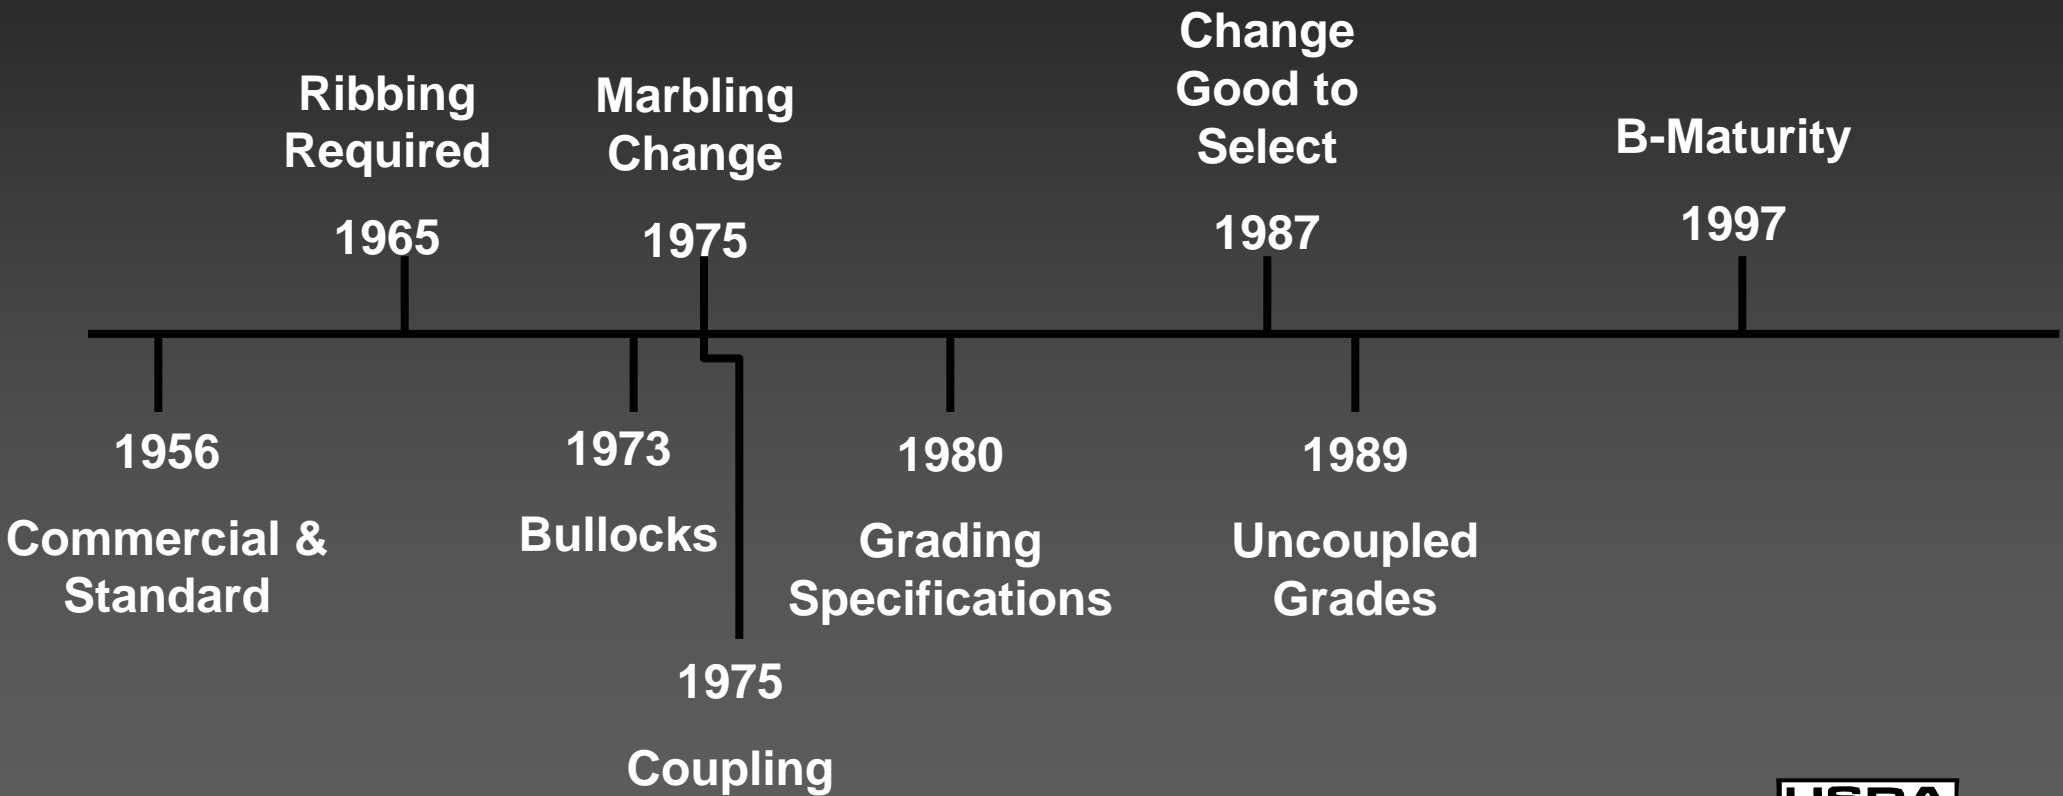 Ribbing
Required
1965
Marbling
Change
1975
Change
Good to
Select
1987
B-Maturity
1997
1956
Commercial &
Standard
1973
Bullocks
1975
Coupling
1980
Grading
Specifications
1989
Uncoupled
Grades
USDA